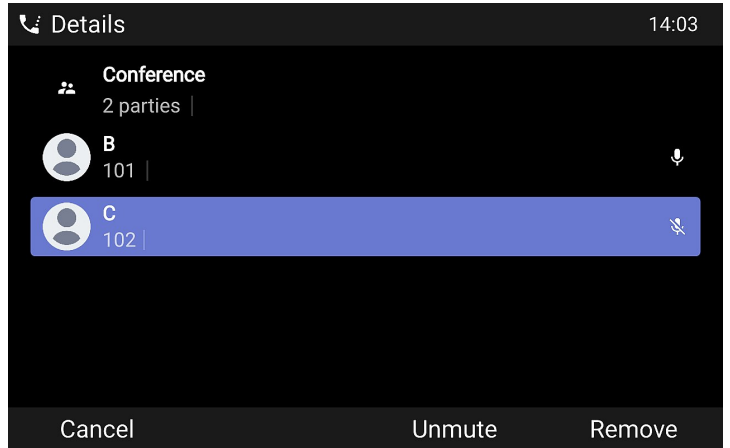 Details 14:03
Conference
2 parties
B
101
C
102
Cancel Unmute Remove